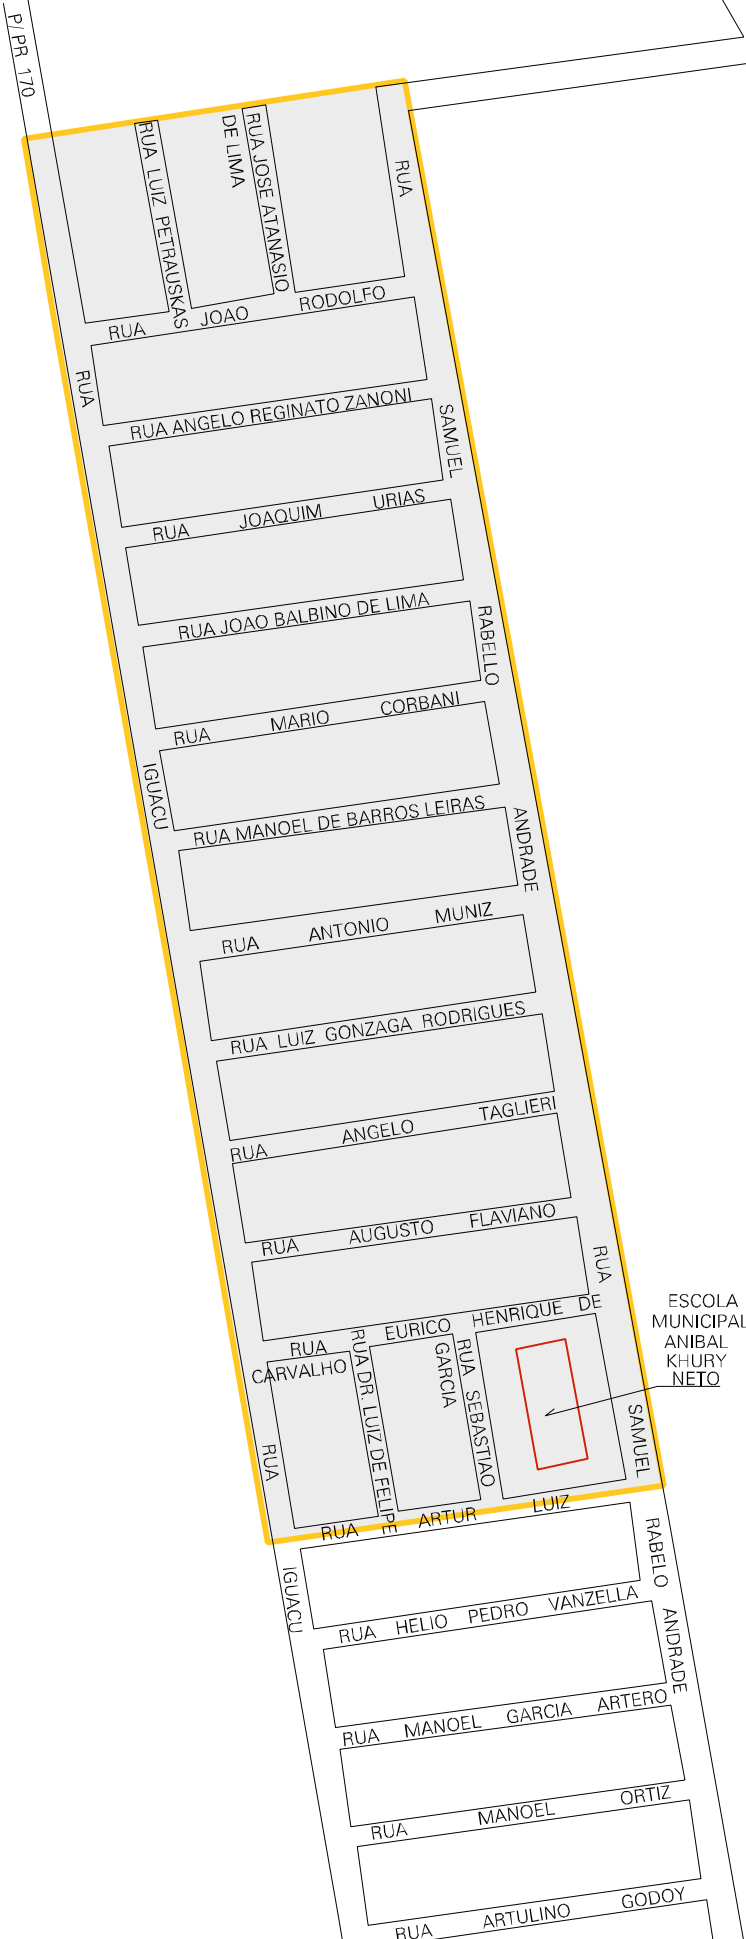 P/PR 170
RUA LUIZ PETRAUSKAS
RUA JOSE ATANASIO
DE LIMA
RUA
RUA JOAO RODOLFO
RUA
RUA ANGELO REGINATO ZANONI
SAMUEL
RUA JOAQUIM URIAS
RUA JOAO BALBINO DE LIMA
RABELLO
RUA MARIO CORBANI
IGUACU
RUA MANOEL DE BARROS LEIRAS
ANDRADE
RUA ANTONIO MUNIZ
RUA LUIZ GONZAGA RODRIGUES
RUA ANGELO TAGLIERI
RUA AUGUSTO FLAVIANO
RUA
RUA EURICO HENRIQUE DE
CARVALHO
ESCOLA
MUNICIPAL
ANIBAL
KHURY
NETO
RUA DR. LUIZ DE FELIPE
RUA SEBASTIAO
GARCIA
SAMUEL
RUA
RUA ARTUR LUIZ
IGUACU
RABELO
RUA HELIO PEDRO VANZELLA
ANDRADE
RUA MANOEL GARCIA ARTERO
RUA MANOEL ORTIZ
RUA ARTULINO GODOY